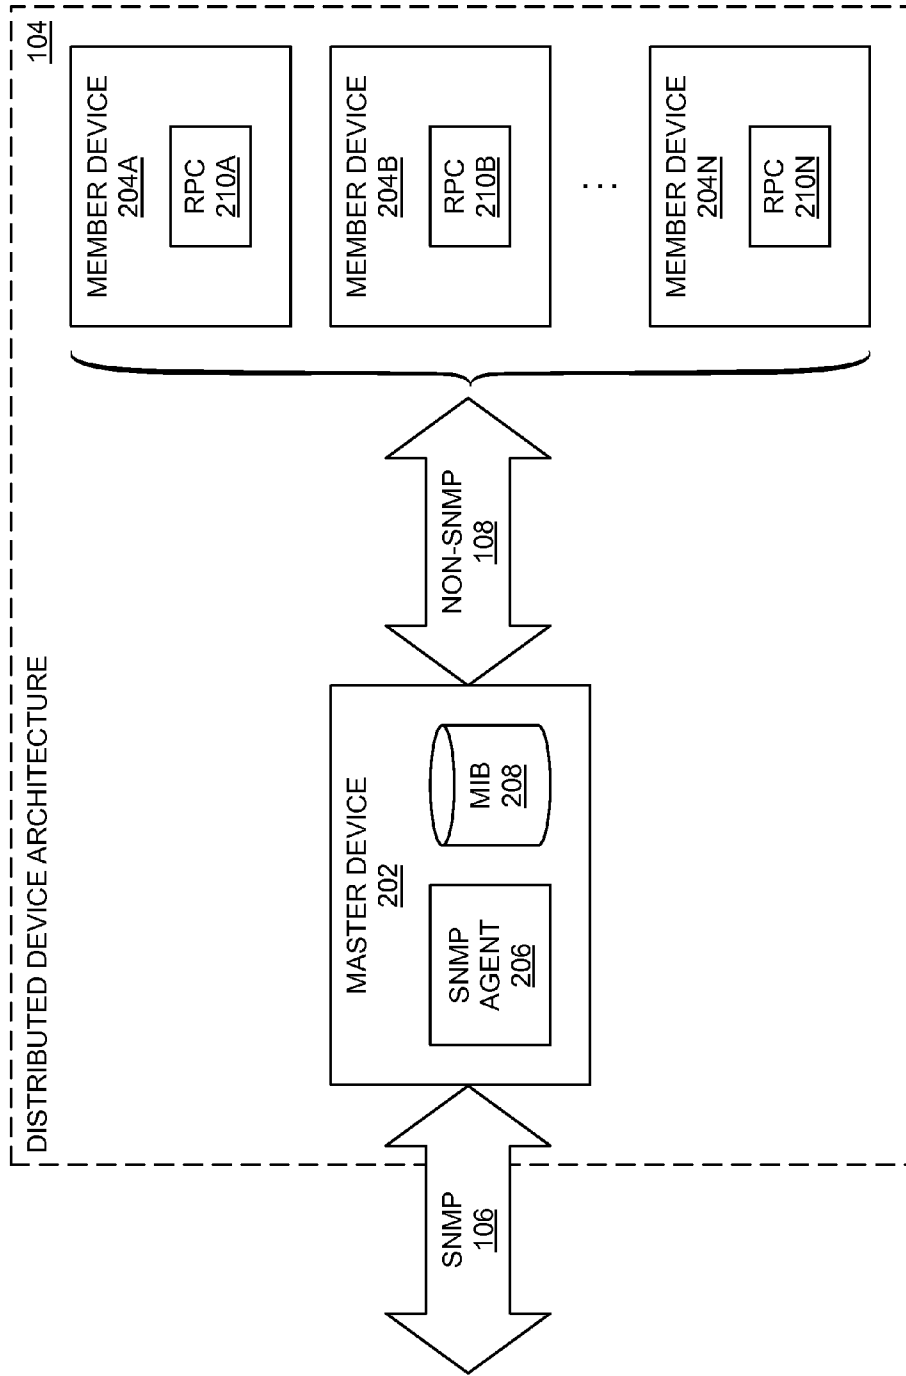 DISTRIBUTED DEVICE ARCHITECTURE
104
SNMP
106
MASTER DEVICE
202
SNMP
AGENT
206
MIB
208
NON-SNMP
108
MEMBER DEVICE
204A
RPC
210A
MEMBER DEVICE
204B
RPC
210B
...
MEMBER DEVICE
204N
RPC
210N